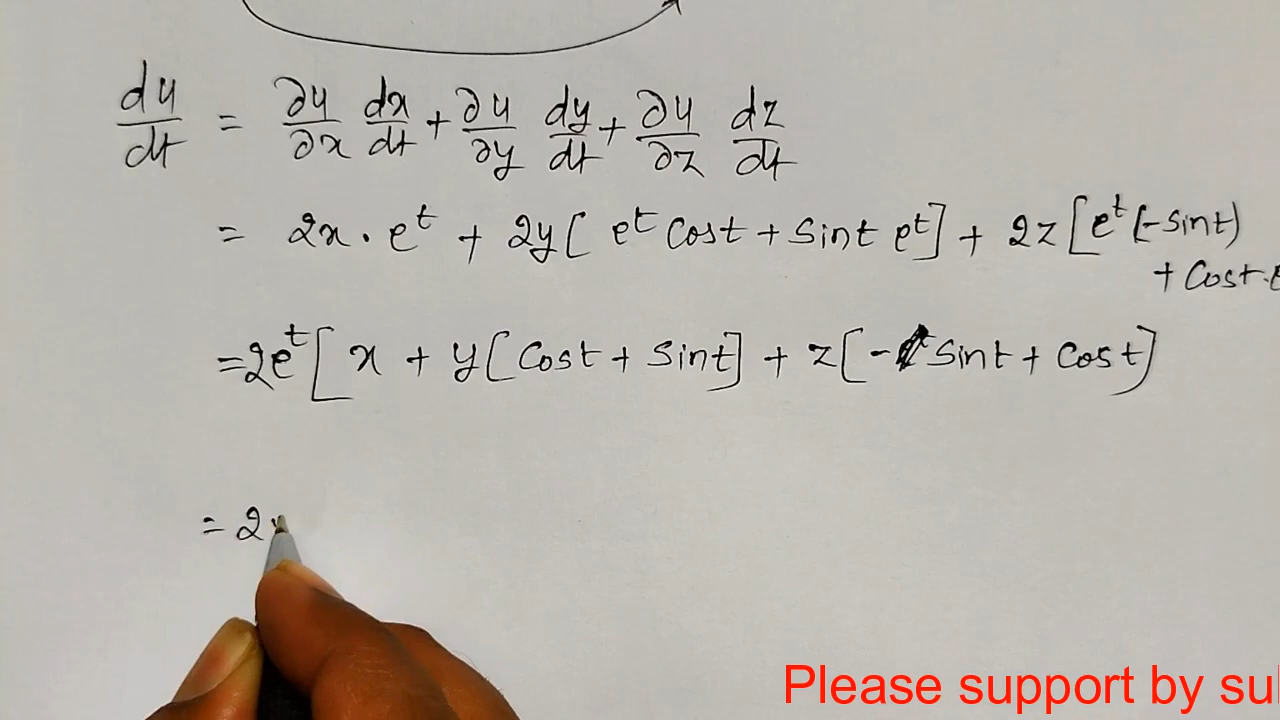 du/dt = ∂u/∂x dx/dt + ∂u/∂y dy/dt + ∂u/∂z dz/dt
= 2x · e^t + 2y[ e^t Cost + Sint e^t] + 2z[e^t (-Sint)
+ Cost.
=2e^t[ x + y[Cost + Sint] + z[- Sint + Cost]
= 2
Please support by